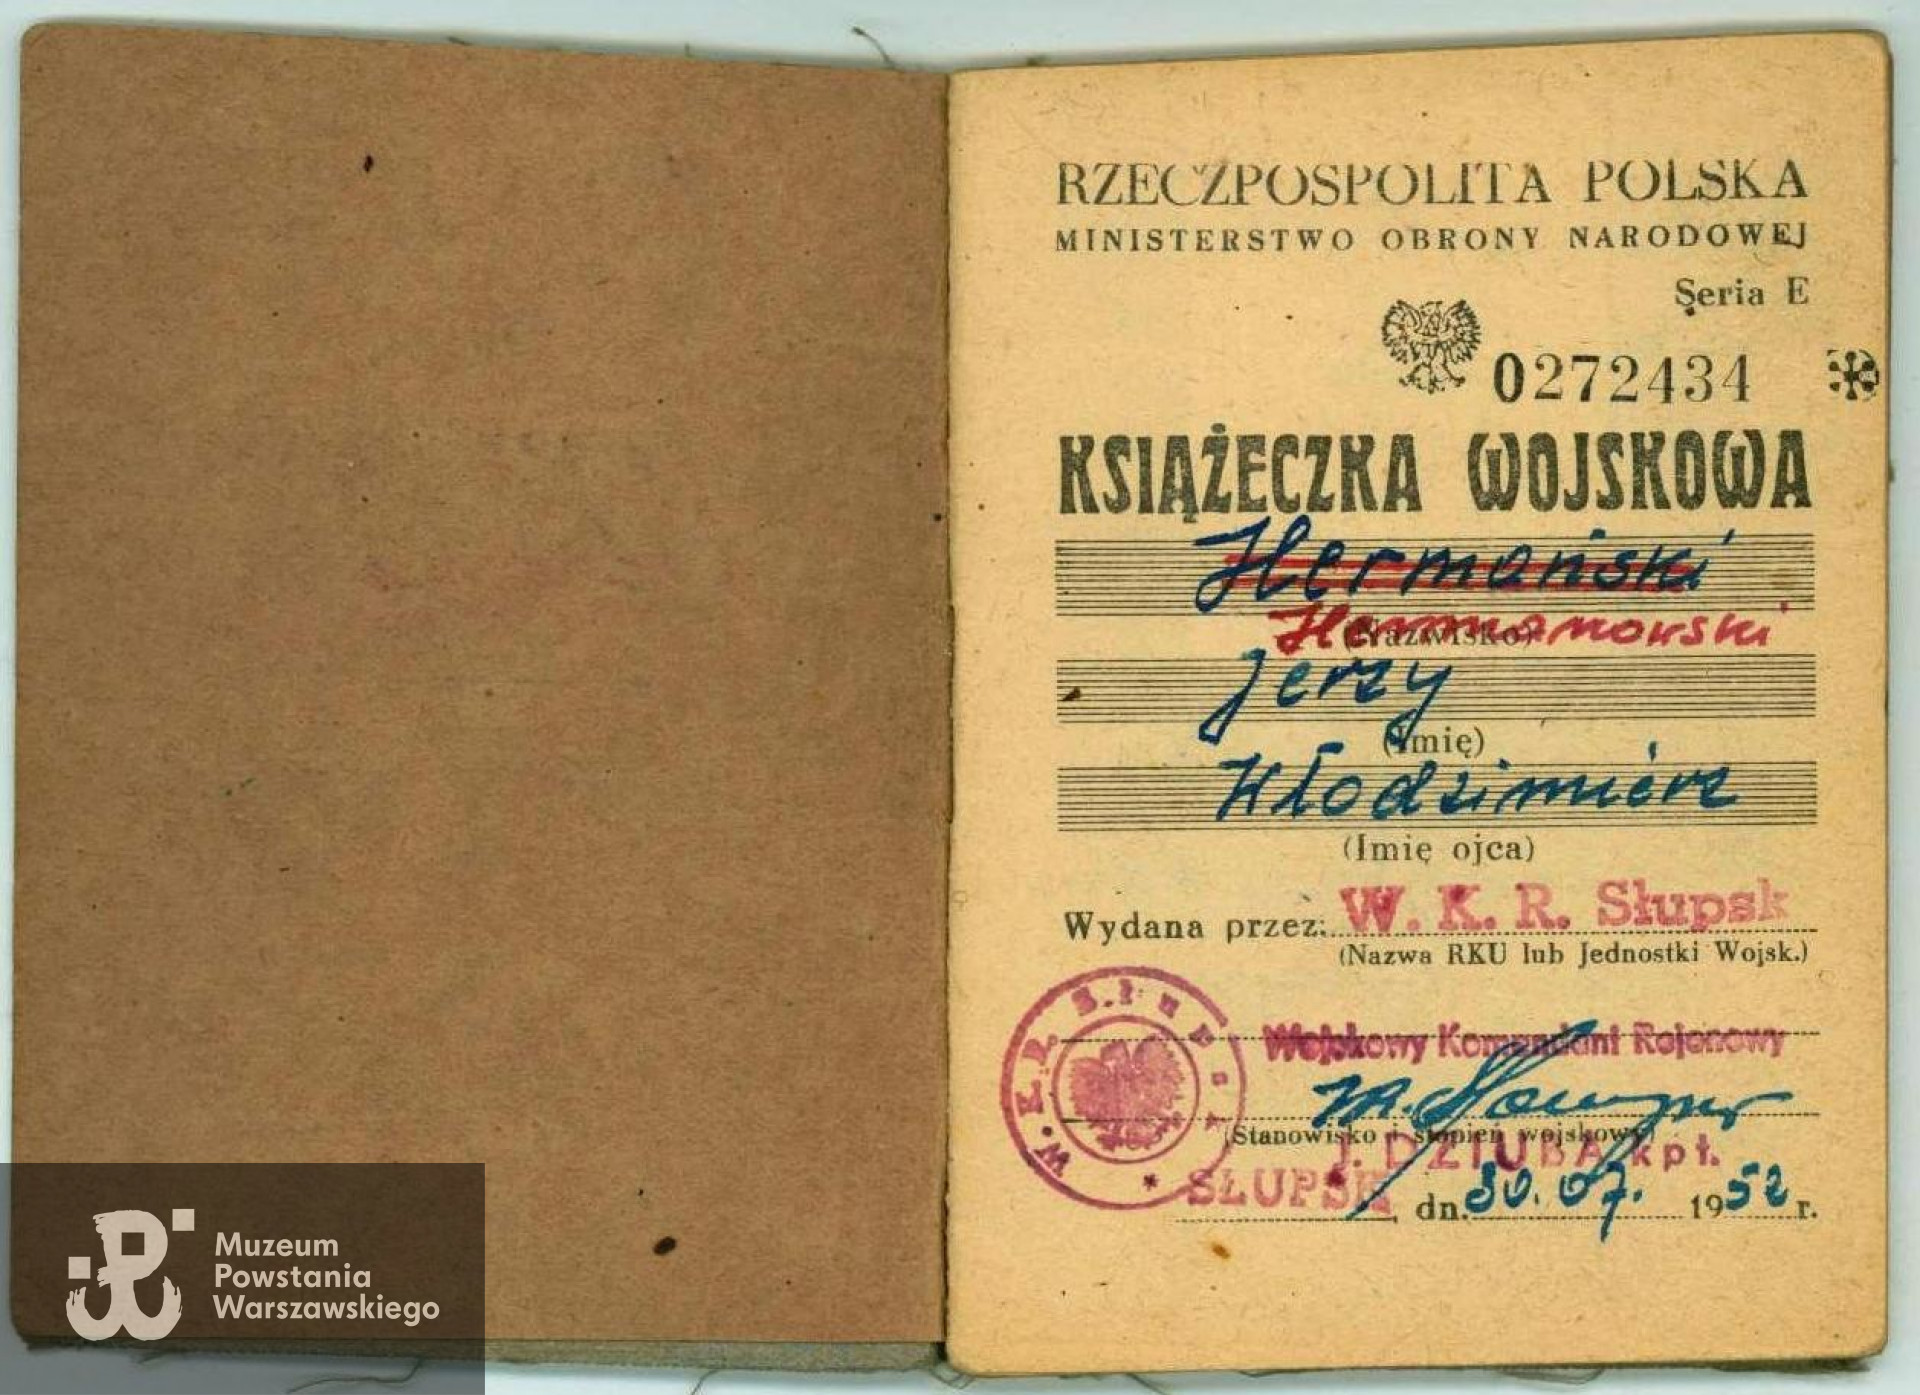 RZECZPOSPOLITA POLSKA
MINISTERSTWO OBRONY NARODOWEJ
Seria E
0272434
KSIĄŻECZKA WOJSKOWA
Hermański
Hermanowski
(Nazwisko)
Jerzy
(Imię)
Włodzimierz
(Imię ojca)
Wydana przez: W. K. R. Słupsk
(Nazwa RKU lub Jednostki Wojsk.)
W.K.R. Słupsk
Wojskowy Komendant Rejonowy
(Stanowisko i stopień wojskowy)
J. DZIUBA kpt.
SŁUPSK, dn. 30.07. 1952 r.
Muzeum
Powstania
Warszawskiego